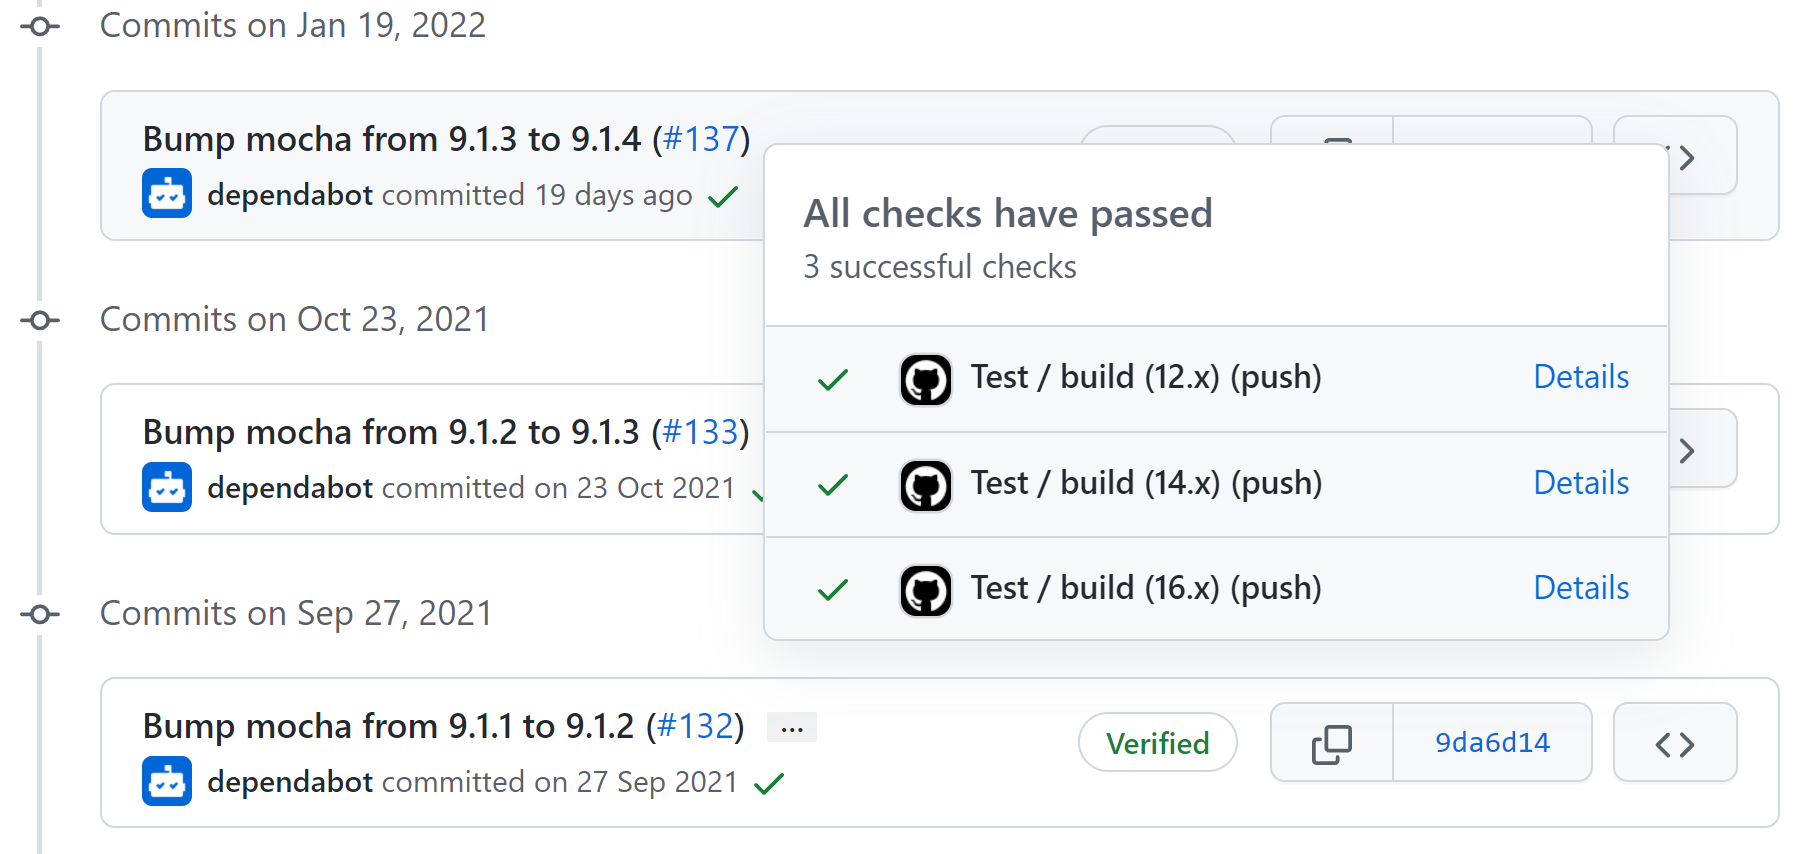 Commits on Jan 19, 2022
Bump mocha from 9.1.3 to 9.1.4 (#137)
dependabot committed 19 days ago
All checks have passed
3 successful checks
Test / build (12.x) (push) Details
Test / build (14.x) (push) Details
Test / build (16.x) (push) Details
Commits on Oct 23, 2021
Bump mocha from 9.1.2 to 9.1.3 (#133)
dependabot committed on 23 Oct 2021
Commits on Sep 27, 2021
Bump mocha from 9.1.1 to 9.1.2 (#132) ...
Verified 9da6d14
dependabot committed on 27 Sep 2021